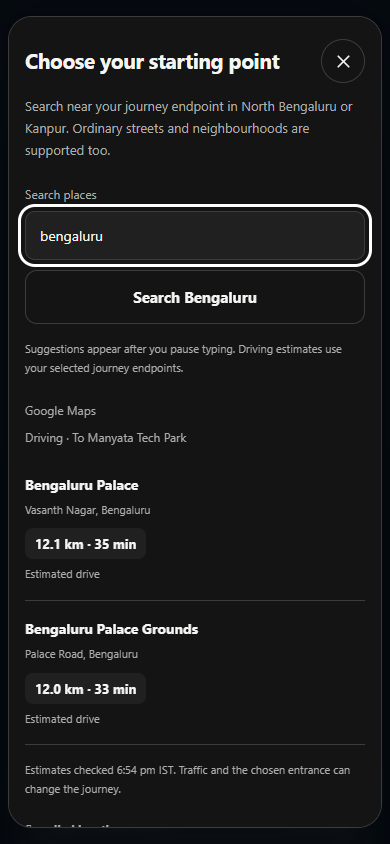 Choose your starting point
Search near your journey endpoint in North Bengaluru or
Kanpur. Ordinary streets and neighbourhoods are
supported too.
Search places
bengaluru
Search Bengaluru
Suggestions appear after you pause typing. Driving estimates use
your selected journey endpoints.
Google Maps
Driving · To Manyata Tech Park
Bengaluru Palace
Vasanth Nagar, Bengaluru
12.1 km · 35 min
Estimated drive
Bengaluru Palace Grounds
Palace Road, Bengaluru
12.0 km · 33 min
Estimated drive
Estimates checked 6:54 pm IST. Traffic and the chosen entrance can
change the journey.